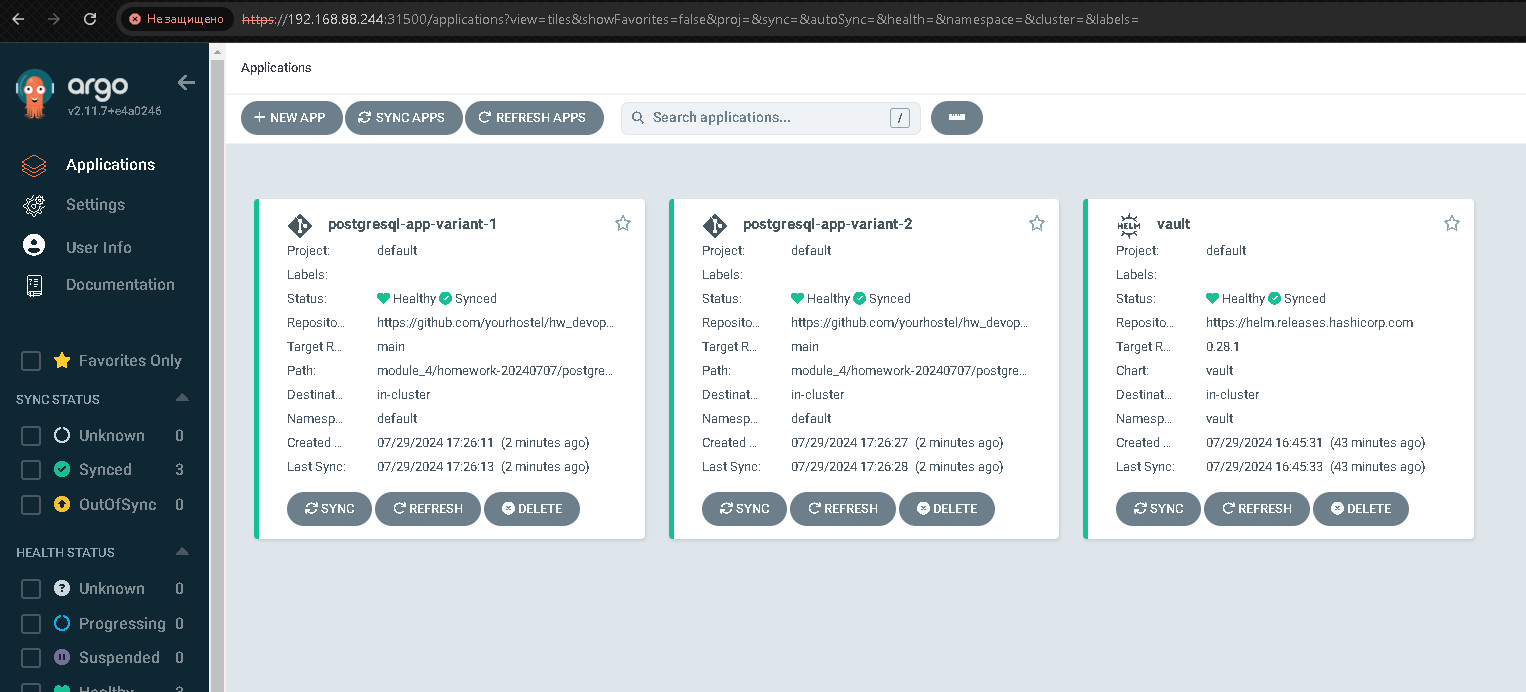 Не защищено https://192.168.88.244:31500/applications?view=tiles&showFavorites=false&proj=&sync=&autoSync=&health=&namespace=&cluster=&labels=
argo
v2.11.7+e4a0246
Applications
Settings
User Info
Documentation
Favorites Only
SYNC STATUS
Unknown 0
Synced 3
OutOfSync 0
HEALTH STATUS
Unknown 0
Progressing 0
Suspended 0
Healthy 3
Applications
NEW APP SYNC APPS REFRESH APPS Search applications... /
postgresql-app-variant-1
Project: default
Labels:
Status: Healthy Synced
Reposito... https://github.com/yourhostel/hw_devop...
Target R... main
Path: module_4/homework-20240707/postgre...
Destinat... in-cluster
Namesp... default
Created ... 07/29/2024 17:26:11 (2 minutes ago)
Last Sync: 07/29/2024 17:26:13 (2 minutes ago)
SYNC REFRESH DELETE
postgresql-app-variant-2
Project: default
Labels:
Status: Healthy Synced
Reposito... https://github.com/yourhostel/hw_devop...
Target R... main
Path: module_4/homework-20240707/postgre...
Destinat... in-cluster
Namesp... default
Created ... 07/29/2024 17:26:27 (2 minutes ago)
Last Sync: 07/29/2024 17:26:28 (2 minutes ago)
SYNC REFRESH DELETE
HELM
vault
Project: default
Labels:
Status: Healthy Synced
Reposito... https://helm.releases.hashicorp.com
Target R... 0.28.1
Chart: vault
Destinat... in-cluster
Namesp... vault
Created ... 07/29/2024 16:45:31 (43 minutes ago)
Last Sync: 07/29/2024 16:45:33 (43 minutes ago)
SYNC REFRESH DELETE